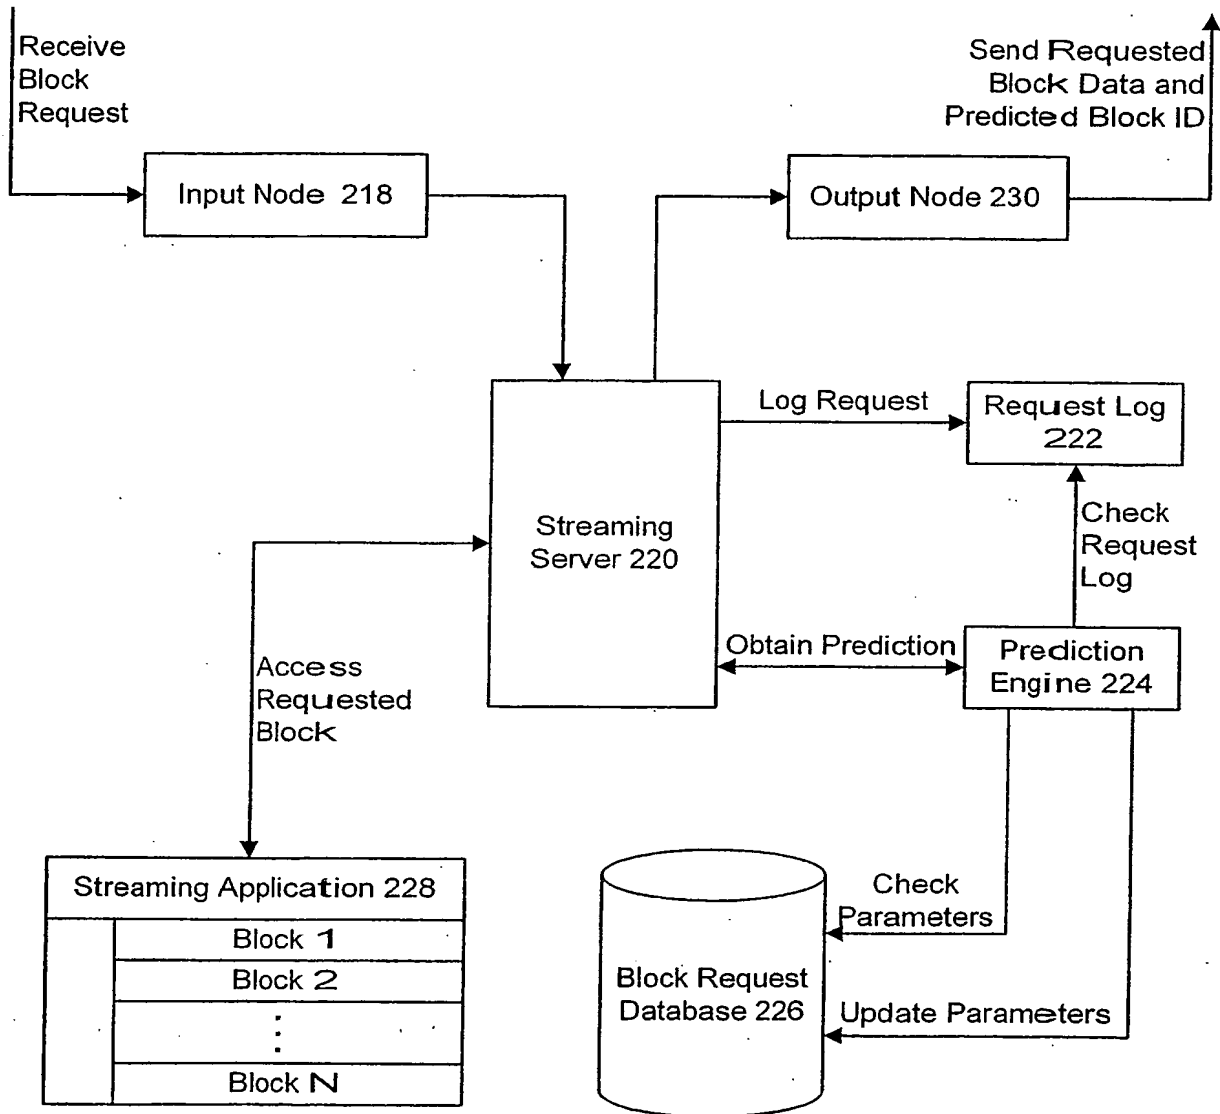 Receive
Block
Request
Send Requested
Block Data and
Predicted Block ID
Input Node 218
Output Node 230
Log Request
Request Log
222
Streaming
Server 220
Check
Request
Log
Obtain Prediction
Prediction
Engine 224
Access
Requested
Block
Streaming Application 228
Block 1
Block 2
⋮
Block N
Check
Parameters
Block Request
Database 226
Update Parameters